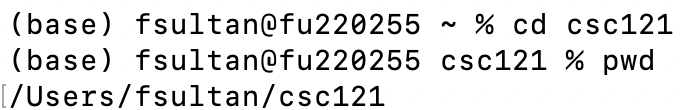 (base) fsultan@fu220255 ~ % cd csc121
(base) fsultan@fu220255 csc121 % pwd
[/Users/fsultan/csc121